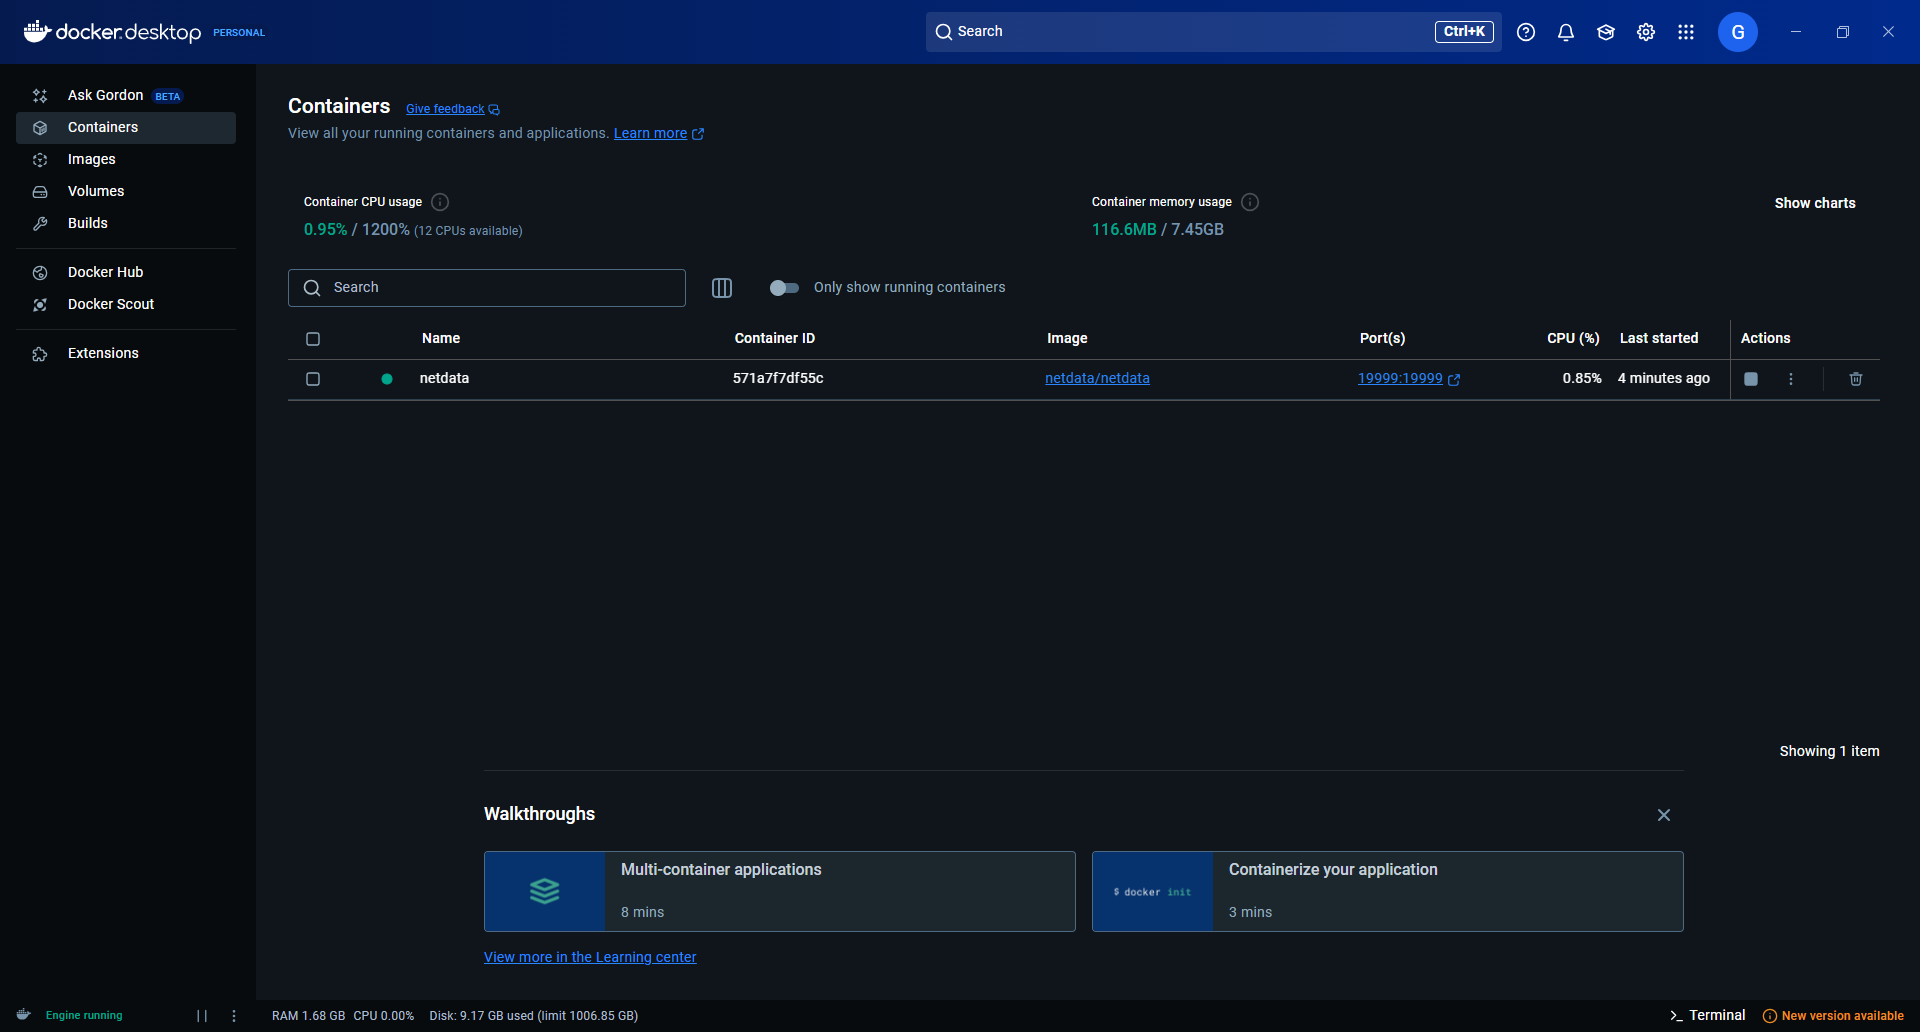 docker.desktop PERSONAL
Search Ctrl+K G
Ask Gordon BETA
Containers
Images
Volumes
Builds
Docker Hub
Docker Scout
Extensions
Containers Give feedback
View all your running containers and applications. Learn more
Container CPU usage
0.95% / 1200% (12 CPUs available)
Container memory usage
116.6MB / 7.45GB
Show charts
Search
Only show running containers
Name Container ID Image Port(s) CPU (%) Last started Actions
netdata 571a7f7df55c netdata/netdata 19999:19999 0.85% 4 minutes ago
Showing 1 item
Walkthroughs
Multi-container applications
8 mins
$ docker init
Containerize your application
3 mins
View more in the Learning center
Engine running
RAM 1.68 GB CPU 0.00% Disk: 9.17 GB used (limit 1006.85 GB)
>_ Terminal
New version available